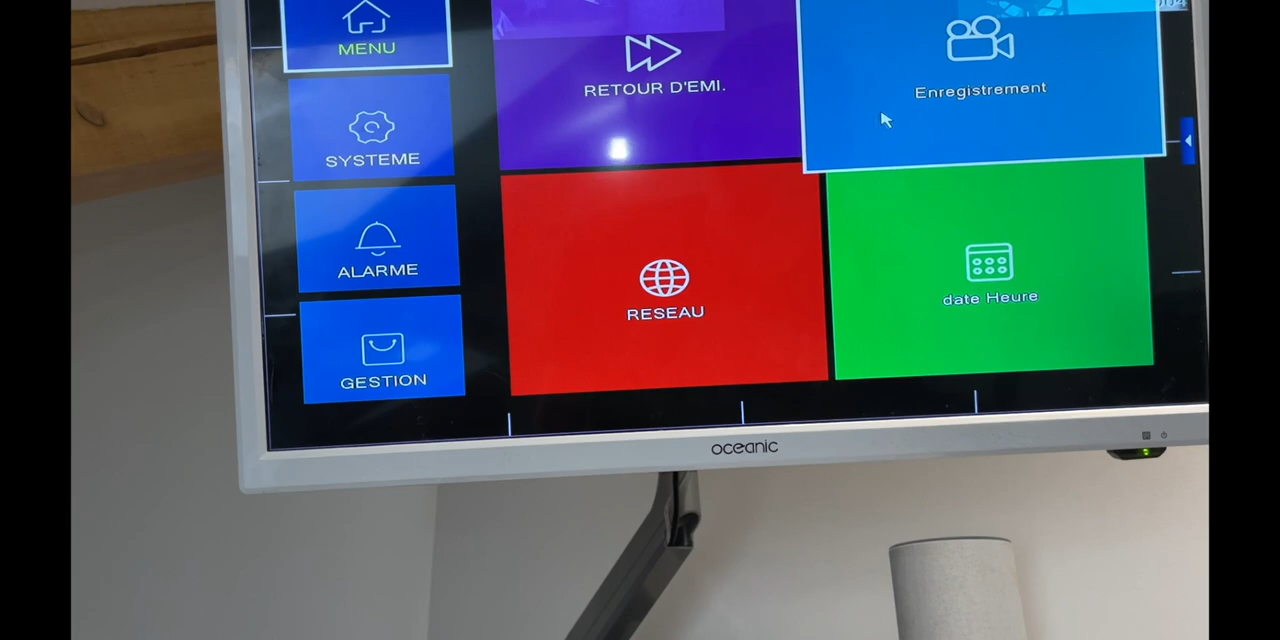 MENU
RETOUR D'EMI.
Enregistrement
SYSTEME
ALARME
RESEAU
date Heure
GESTION
oceanic